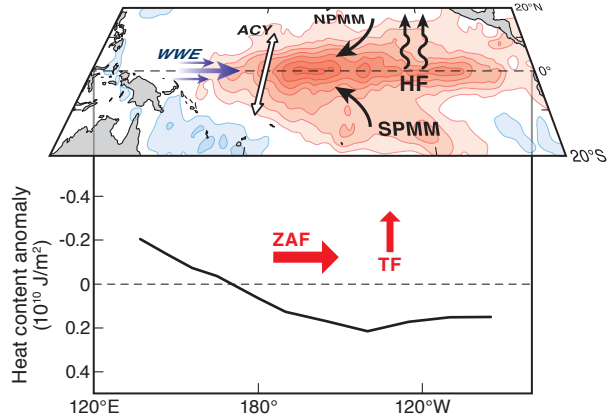 20°N
NPMM
ACY
WWE
HF
0°
SPMM
20°S
Heat content anomaly
(10¹⁰ J/m²)
-0.4
-0.2
0
0.2
0.4
ZAF
TF
120°E
180°
120°W